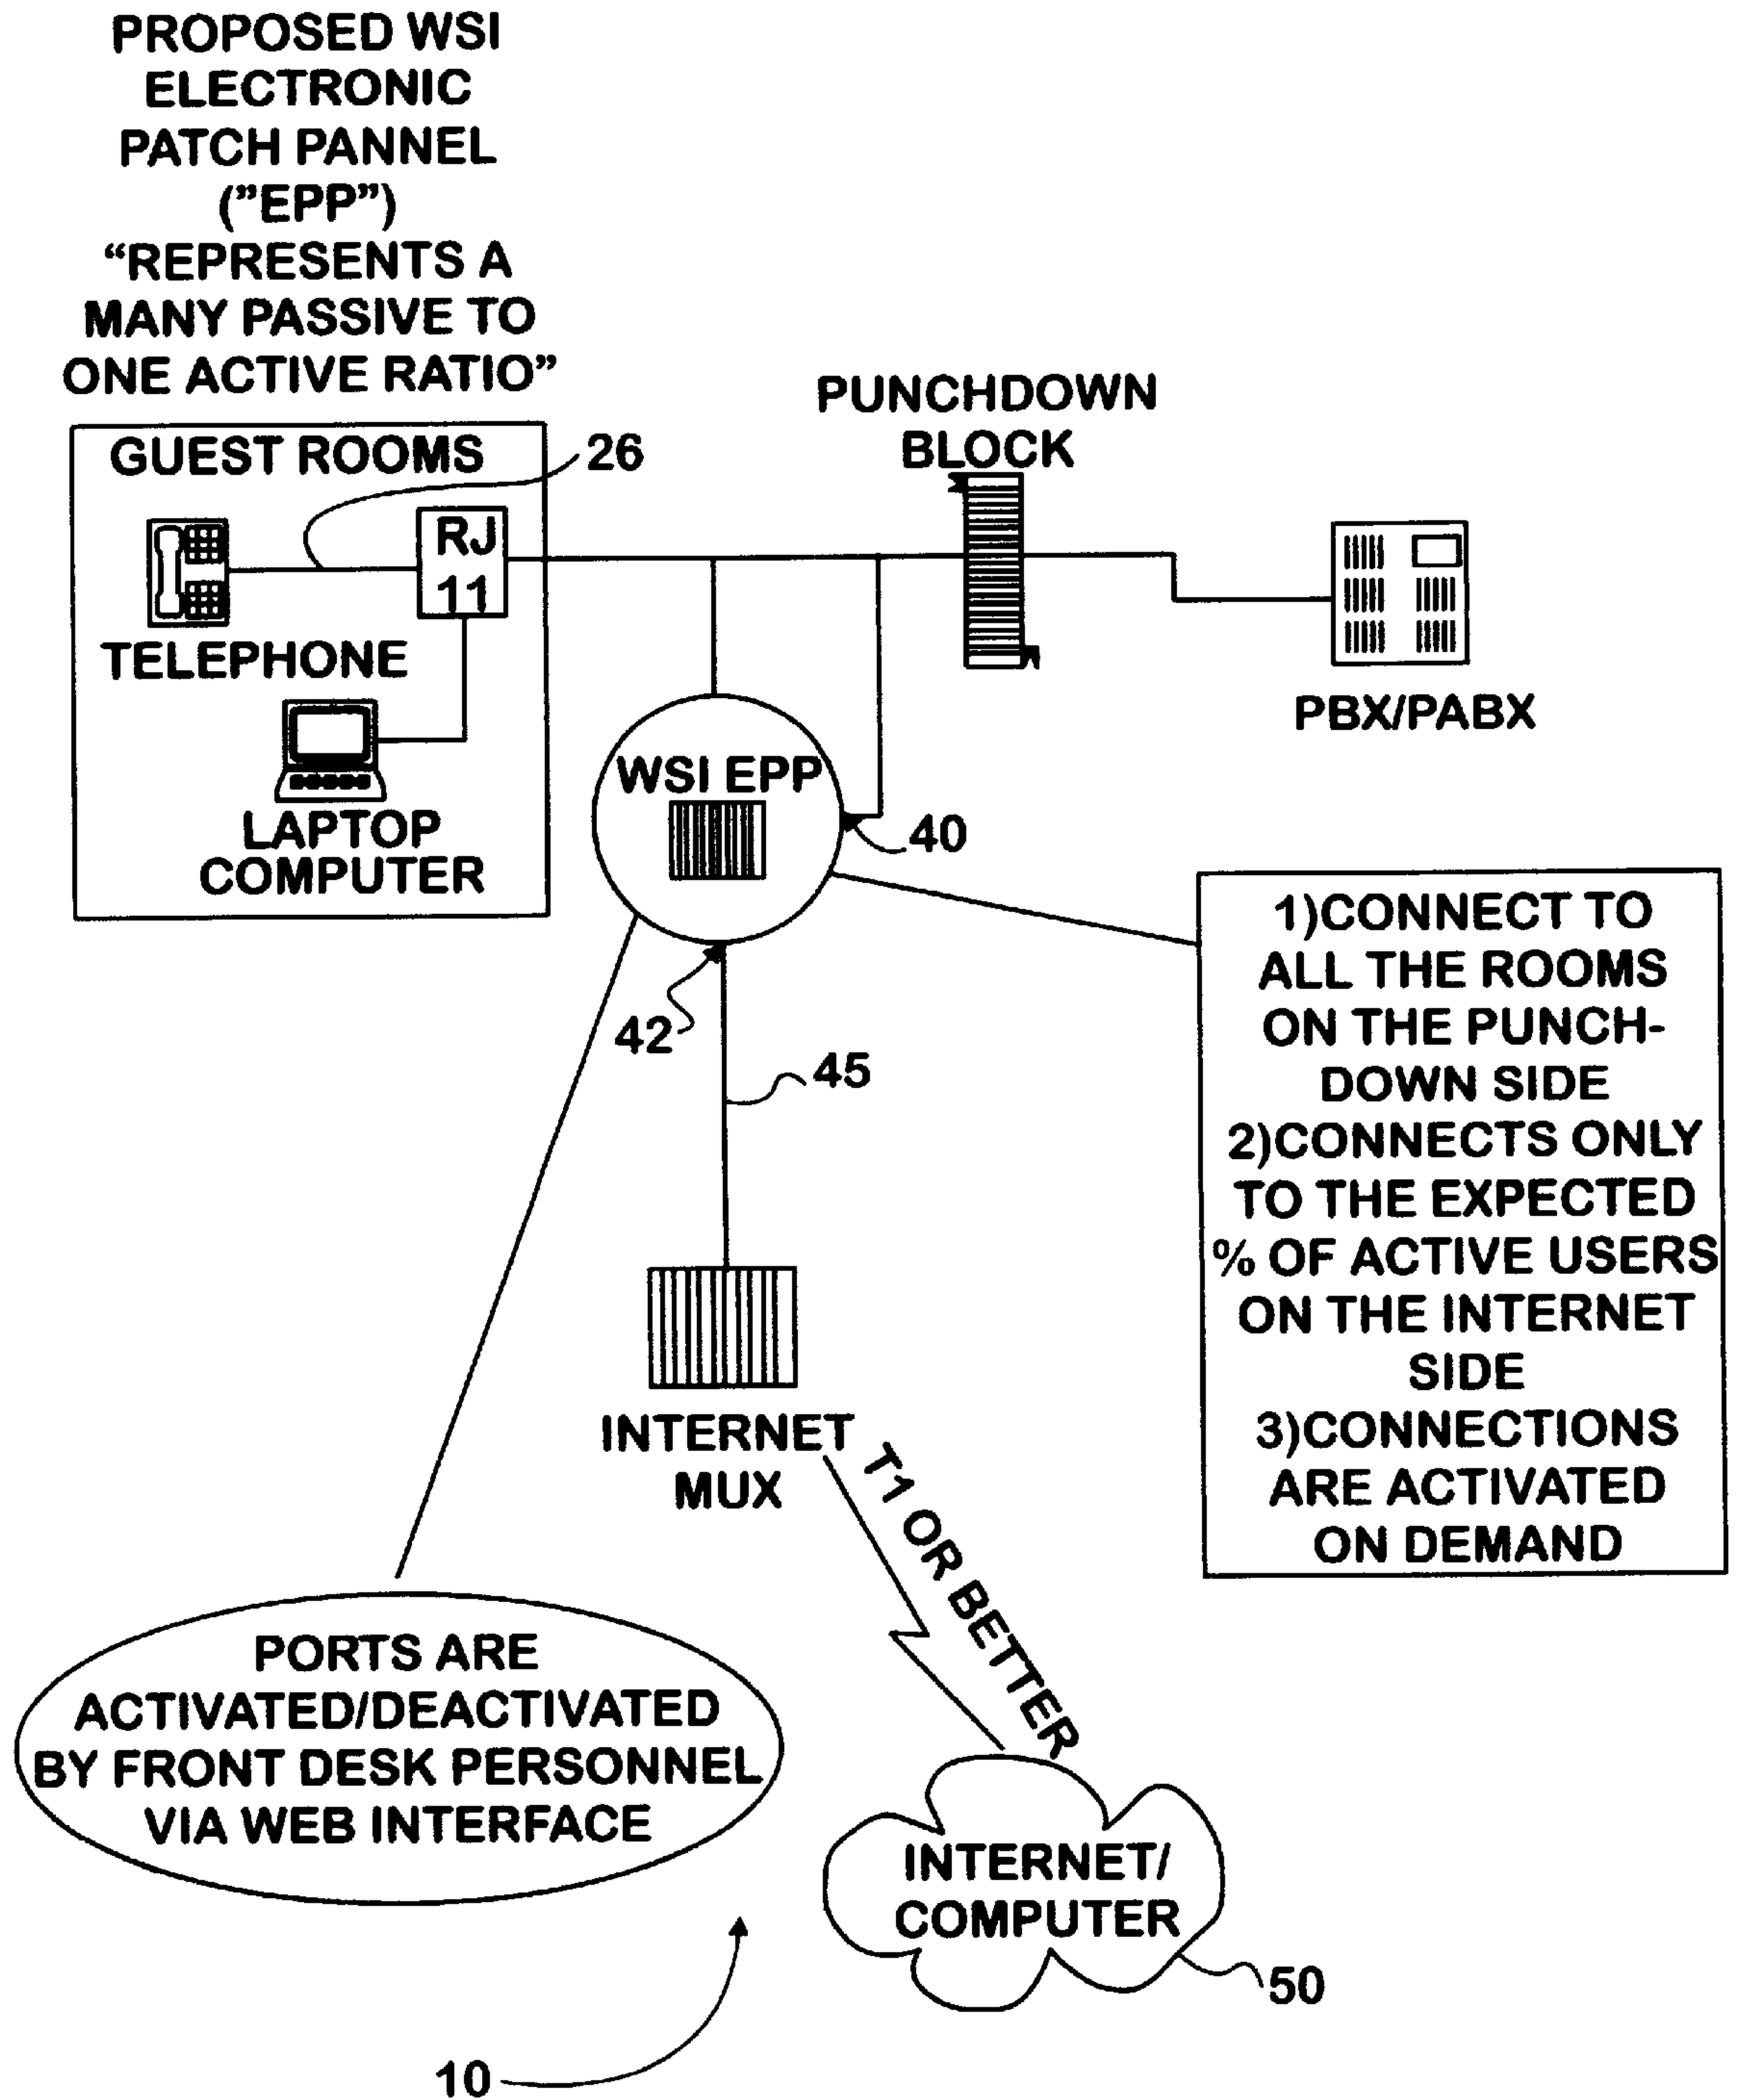 PROPOSED WSI
ELECTRONIC
PATCH PANNEL
(”EPP”)
“REPRESENTS A
MANY PASSIVE TO
ONE ACTIVE RATIO”
GUEST ROOMS
26
RJ
11
TELEPHONE
LAPTOP
COMPUTER
PUNCHDOWN
BLOCK
PBX/PABX
WSI EPP
40
42
45
1)CONNECT TO
ALL THE ROOMS
ON THE PUNCH-
DOWN SIDE
2)CONNECTS ONLY
TO THE EXPECTED
% OF ACTIVE USERS
ON THE INTERNET
SIDE
3)CONNECTIONS
ARE ACTIVATED
ON DEMAND
INTERNET
MUX
T1 OR BETTER
PORTS ARE
ACTIVATED/DEACTIVATED
BY FRONT DESK PERSONNEL
VIA WEB INTERFACE
INTERNET/
COMPUTER
50
10